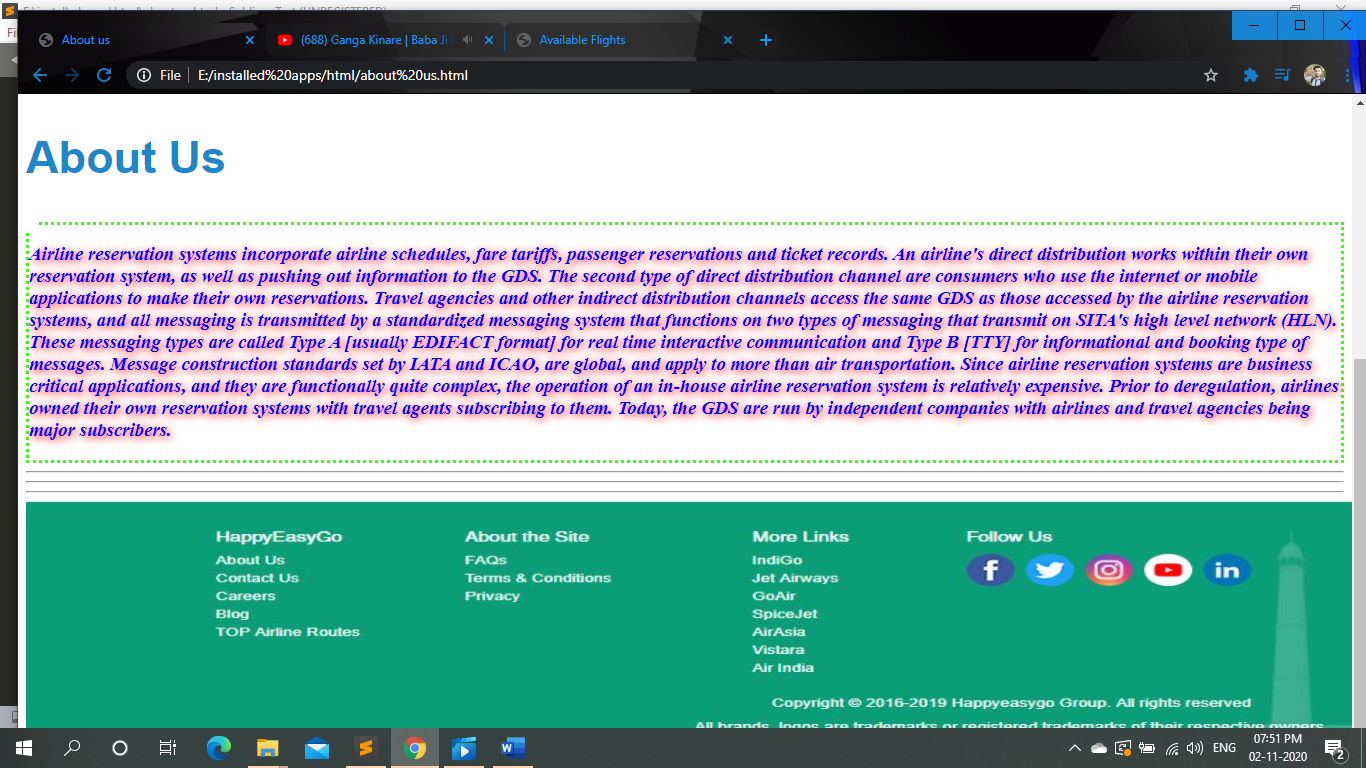 About us
(688) Ganga Kinare | Baba Ji
Available Flights
File
E:/installed%20apps/html/about%20us.html
About Us
Airline reservation systems incorporate airline schedules, fare tariffs, passenger reservations and ticket records. An airline's direct distribution works within their own
reservation system, as well as pushing out information to the GDS. The second type of direct distribution channel are consumers who use the internet or mobile
applications to make their own reservations. Travel agencies and other indirect distribution channels access the same GDS as those accessed by the airline reservation
systems, and all messaging is transmitted by a standardized messaging system that functions on two types of messaging that transmit on SITA's high level network (HLN).
These messaging types are called Type A [usually EDIFACT format] for real time interactive communication and Type B [TTY] for informational and booking type of
messages. Message construction standards set by IATA and ICAO, are global, and apply to more than air transportation. Since airline reservation systems are business
critical applications, and they are functionally quite complex, the operation of an in-house airline reservation system is relatively expensive. Prior to deregulation, airlines
owned their own reservation systems with travel agents subscribing to them. Today, the GDS are run by independent companies with airlines and travel agencies being
major subscribers.
HappyEasyGo
About Us
Contact Us
Careers
Blog
TOP Airline Routes
About the Site
FAQs
Terms & Conditions
Privacy
More Links
IndiGo
Jet Airways
GoAir
SpiceJet
AirAsia
Vistara
Air India
Follow Us
Copyright © 2016-2019 Happyeasygo Group. All rights reserved
All brands, logos are trademarks or registered trademarks of their respective owners
ENG
07:51 PM
02-11-2020
2